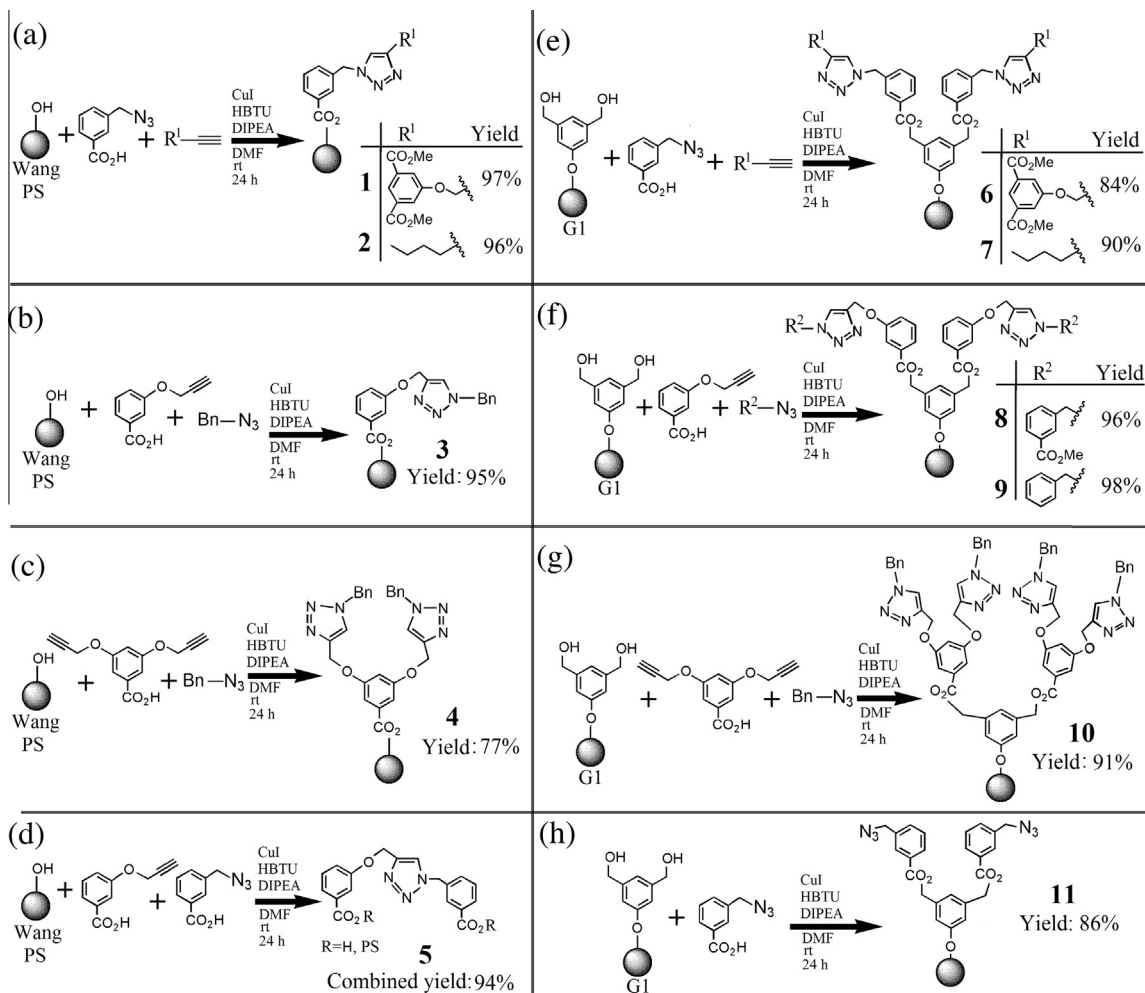 (a)
OH
Wang
PS
+
N₃
CO₂H
+
R¹
CuI
HBTU
DIPEA
DMF
rt
24 h
R¹
N
N
N
CO₂
R¹ Yield
1
CO₂Me
O
CO₂Me
97%
2
96%
(b)
OH
Wang
PS
+
O
CO₂H
+
Bn—N₃
CuI
HBTU
DIPEA
DMF
rt
24 h
O
N
N
N
Bn
CO₂
3
Yield: 95%
(c)
OH
Wang
PS
+
O
O
CO₂H
+
Bn—N₃
CuI
HBTU
DIPEA
DMF
rt
24 h
Bn
Bn
N
N
N
N
N
N
O
O
CO₂
4
Yield: 77%
(d)
OH
Wang
PS
+
O
CO₂H
+
N₃
CO₂H
CuI
HBTU
DIPEA
DMF
rt
24 h
O
N
N
N
CO₂R
CO₂R
R=H, PS
5
Combined yield: 94%
(e)
OH
OH
O
G1
+
N₃
CO₂H
+
R¹
CuI
HBTU
DIPEA
DMF
rt
24 h
R¹
R¹
N
N
N
N
N
N
CO₂
CO₂
O
R¹ Yield
6
CO₂Me
O
CO₂Me
84%
7
90%
(f)
OH
OH
O
G1
+
O
CO₂H
+
R²—N₃
CuI
HBTU
DIPEA
DMF
rt
24 h
O
O
R²
N
N
N
N
N
N
R²
CO₂
CO₂
O
R² Yield
8
CO₂Me
96%
9
98%
(g)
OH
OH
O
G1
+
O
O
CO₂H
+
Bn—N₃
CuI
HBTU
DIPEA
DMF
rt
24 h
Bn
Bn
Bn
Bn
N
N
N
N
N
N
N
N
N
N
N
N
O
O
O
O
CO₂
CO₂
O
10
Yield: 91%
(h)
OH
OH
O
G1
+
N₃
CO₂H
CuI
HBTU
DIPEA
DMF
rt
24 h
N₃
N₃
CO₂
CO₂
O
11
Yield: 86%